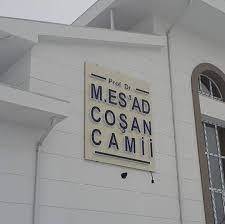 Prof. Dr.
M.ES'AD
COŞAN
CAMİİ